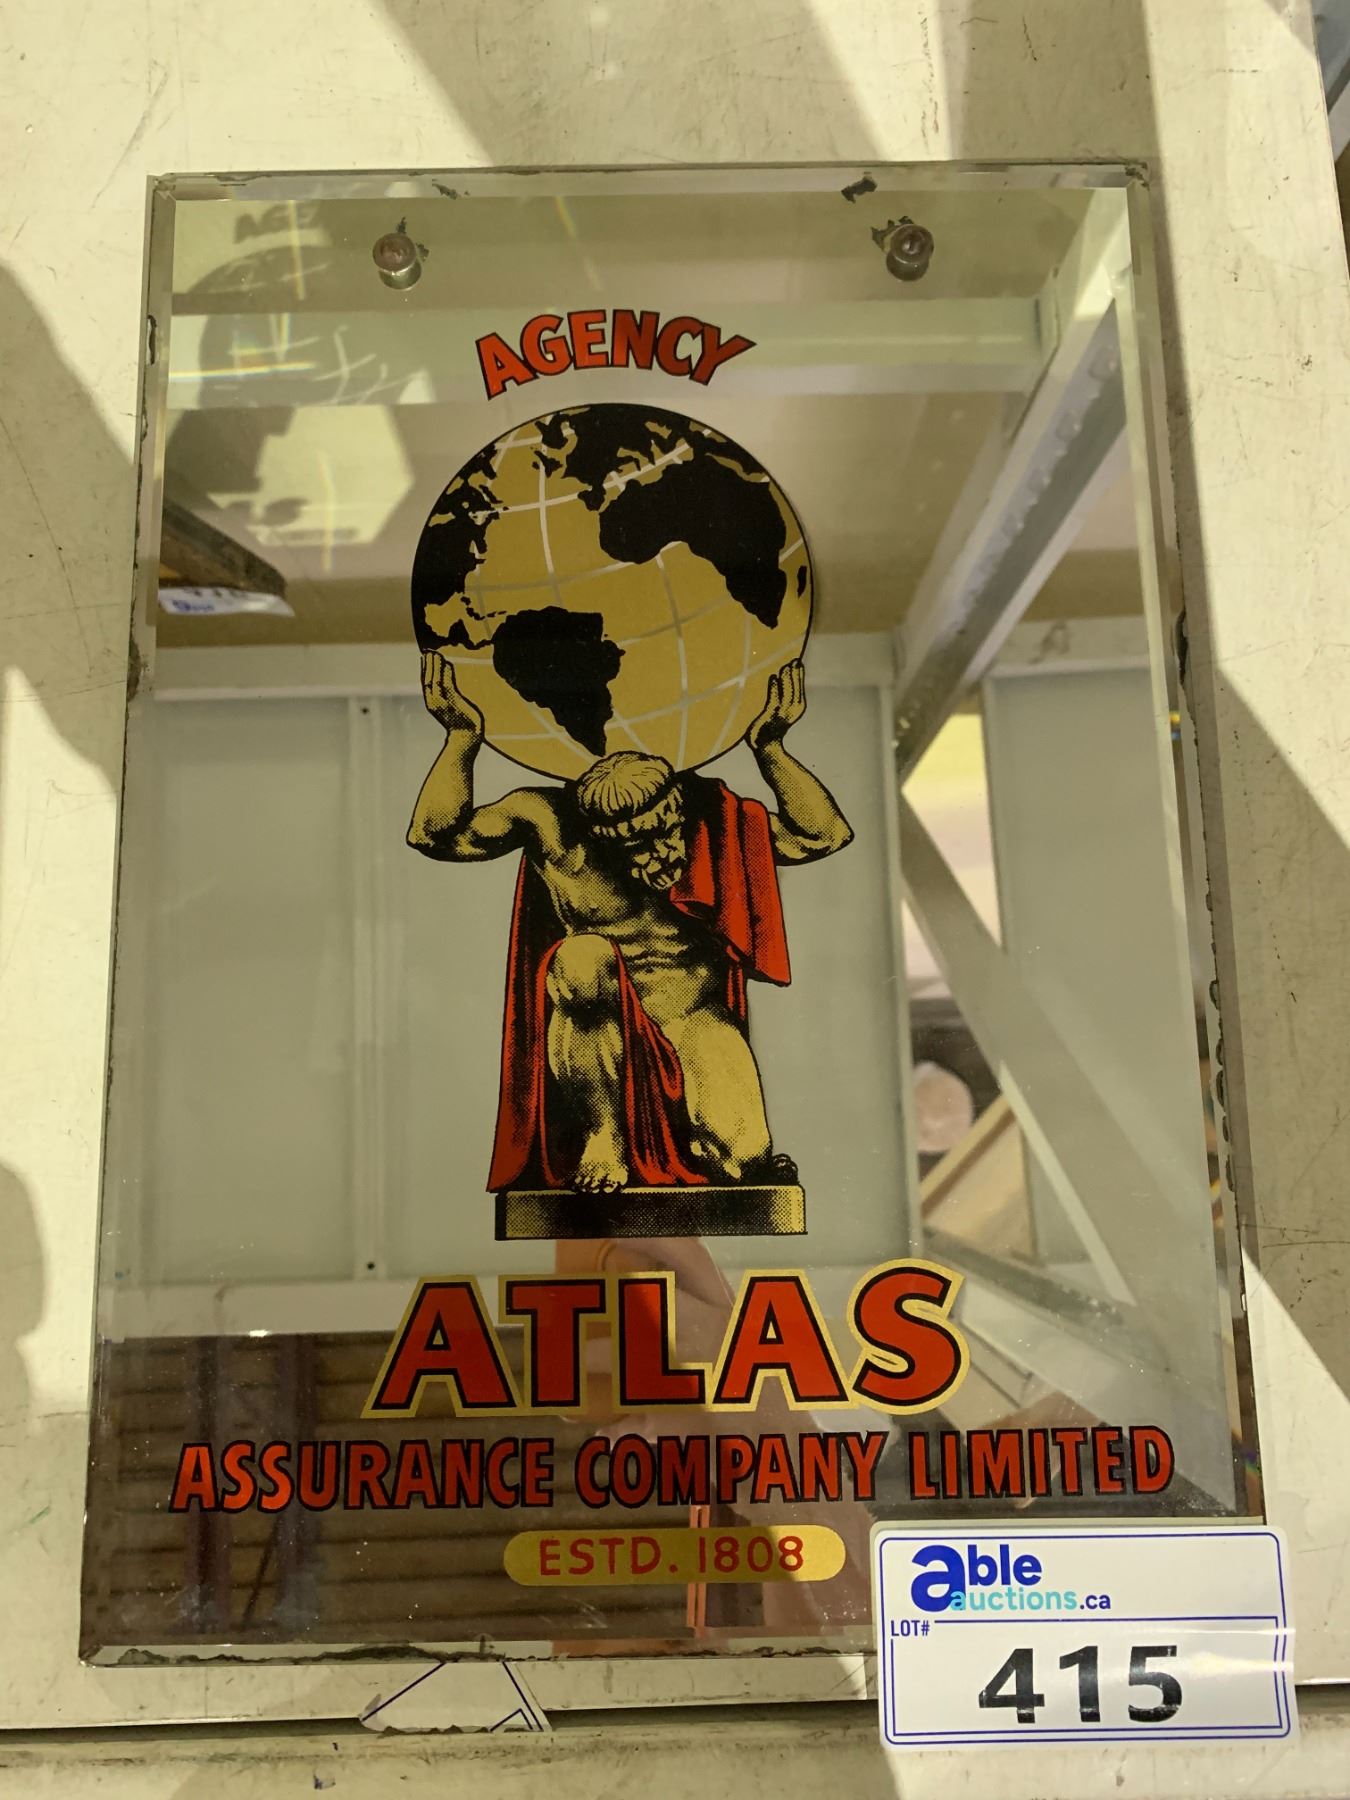 AGENCY
ATLAS
ASSURANCE COMPANY LIMITED
ESTD. 1808
able
auctions.ca
LOT#
415